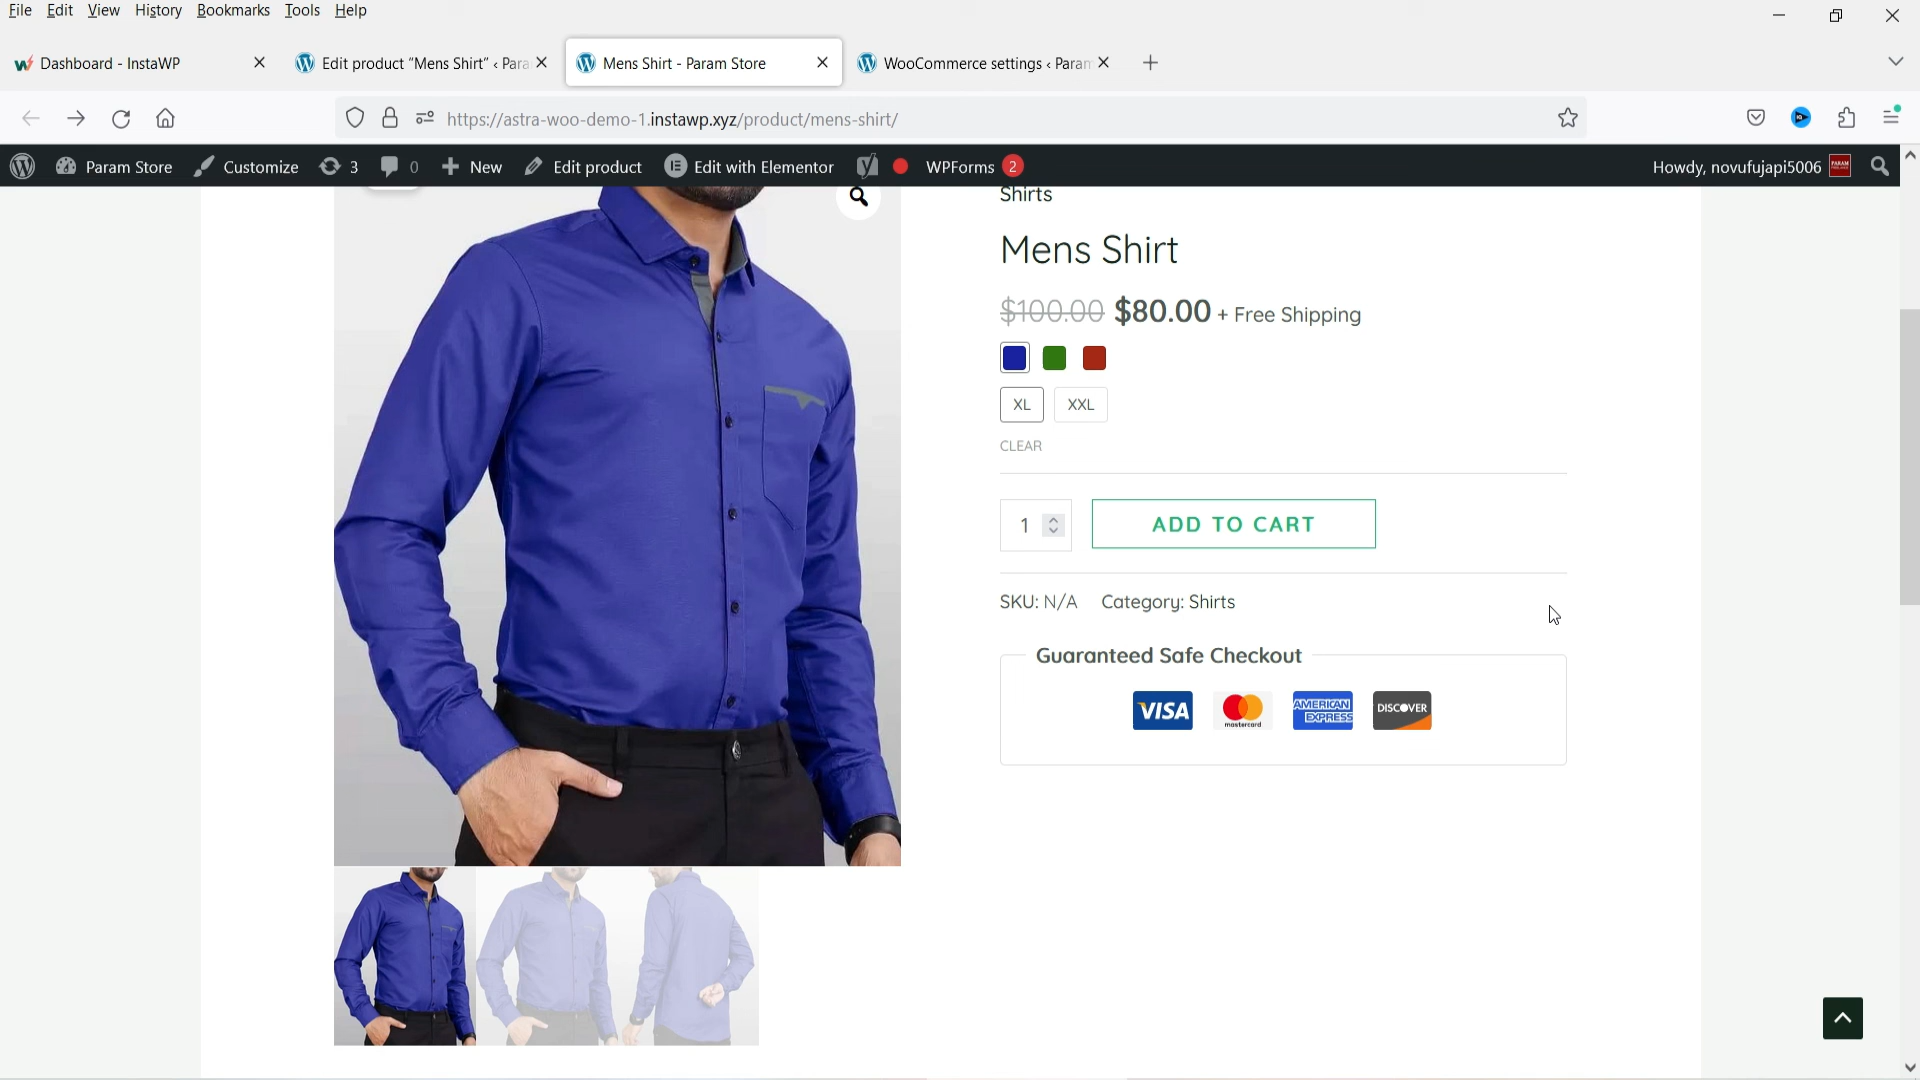 File Edit View History Bookmarks Tools Help
Dashboard - InstaWP
Edit product “Mens Shirt” ‹ Para
Mens Shirt - Param Store
WooCommerce settings ‹ Param
https://astra-woo-demo-1.instawp.xyz/product/mens-shirt/
Param Store Customize 3 0 New Edit product Edit with Elementor WPForms 2 Howdy, novufujapi5006
Shirts
Mens Shirt
$100.00 $80.00 + Free Shipping
XL XXL
CLEAR
1 ADD TO CART
SKU: N/A Category: Shirts
Guaranteed Safe Checkout
VISA mastercard AMERICAN EXPRESS DISCOVER